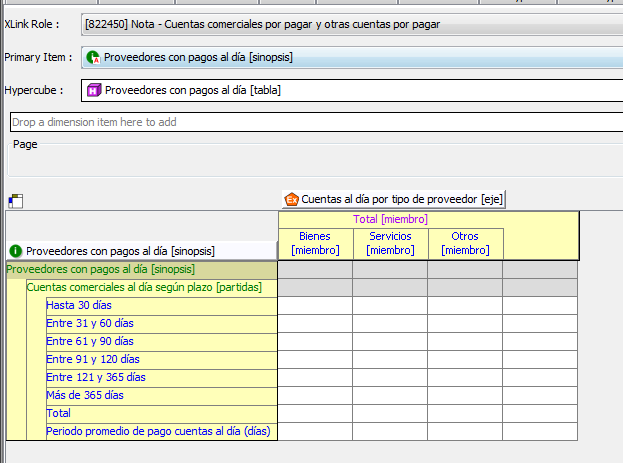 XLink Role : [822450] Nota - Cuentas comerciales por pagar y otras cuentas por pagar
Primary Item : Proveedores con pagos al día [sinopsis]
Hypercube : Proveedores con pagos al día [tabla]
Drop a dimension item here to add
Page
Cuentas al día por tipo de proveedor [eje]
Total [miembro]
Bienes [miembro] Servicios [miembro] Otros [miembro]
Proveedores con pagos al día [sinopsis]
Proveedores con pagos al día [sinopsis]
Cuentas comerciales al día según plazo [partidas]
Hasta 30 días
Entre 31 y 60 días
Entre 61 y 90 días
Entre 91 y 120 días
Entre 121 y 365 días
Más de 365 días
Total
Periodo promedio de pago cuentas al día (días)